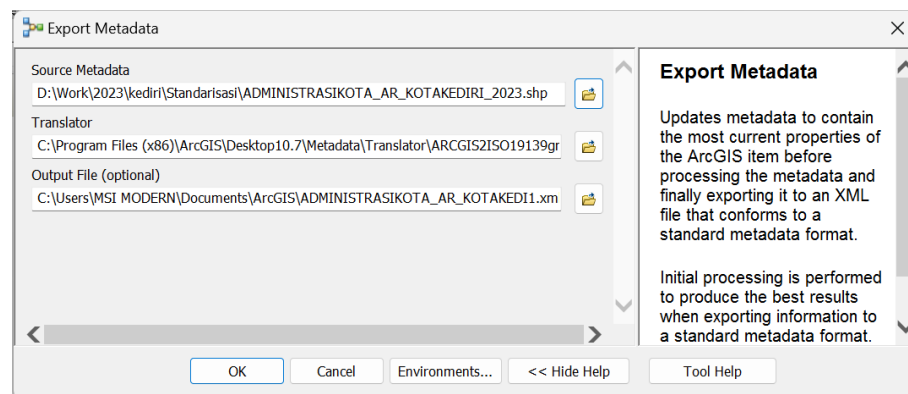 Export Metadata
Source Metadata
D:\Work\2023\kediri\Standarisasi\ADMINISTRASIKOTA_AR_KOTAKEDIRI_2023.shp
Translator
C:\Program Files (x86)\ArcGIS\Desktop10.7\Metadata\Translator\ARCGIS2ISO19139gr
Output File (optional)
C:\Users\MSI MODERN\Documents\ArcGIS\ADMINISTRASIKOTA_AR_KOTAKEDI1.xm
Export Metadata
Updates metadata to contain
the most current properties of
the ArcGIS item before
processing the metadata and
finally exporting it to an XML
file that conforms to a
standard metadata format.
Initial processing is performed
to produce the best results
when exporting information to
a standard metadata format.
OK
Cancel
Environments...
<< Hide Help
Tool Help